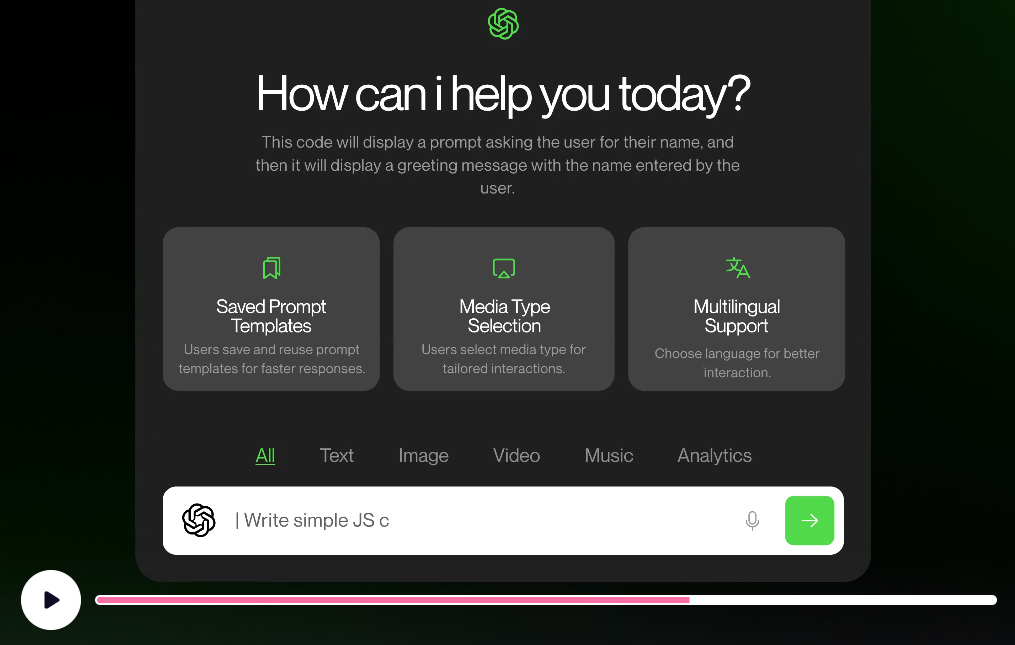 How can i help you today?
This code will display a prompt asking the user for their name, and
then it will display a greeting message with the name entered by the
user.
Saved Prompt
Templates
Users save and reuse prompt
templates for faster responses.
Media Type
Selection
Users select media type for
tailored interactions.
Multilingual
Support
Choose language for better
interaction.
All Text Image Video Music Analytics
| Write simple JS c